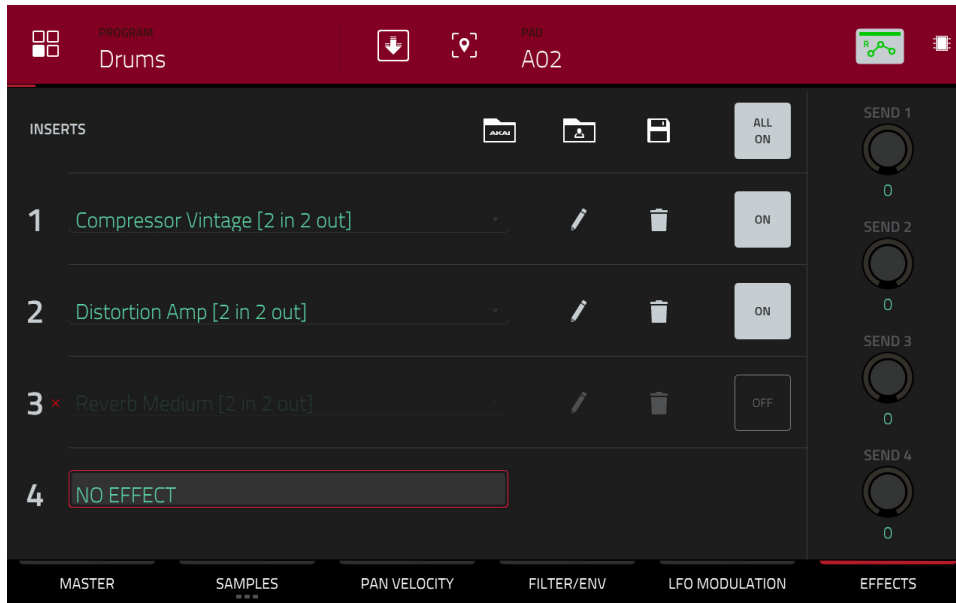 PROGRAM
Drums
PAD
A02
R
INSERTS
AKAI
ALL
ON
SEND 1
0
1 Compressor Vintage [2 in 2 out]
ON
SEND 2
0
2 Distortion Amp [2 in 2 out]
ON
SEND 3
0
3 × Reverb Medium [2 in 2 out]
OFF
SEND 4
0
4 NO EFFECT
MASTER SAMPLES PAN VELOCITY FILTER/ENV LFO MODULATION EFFECTS